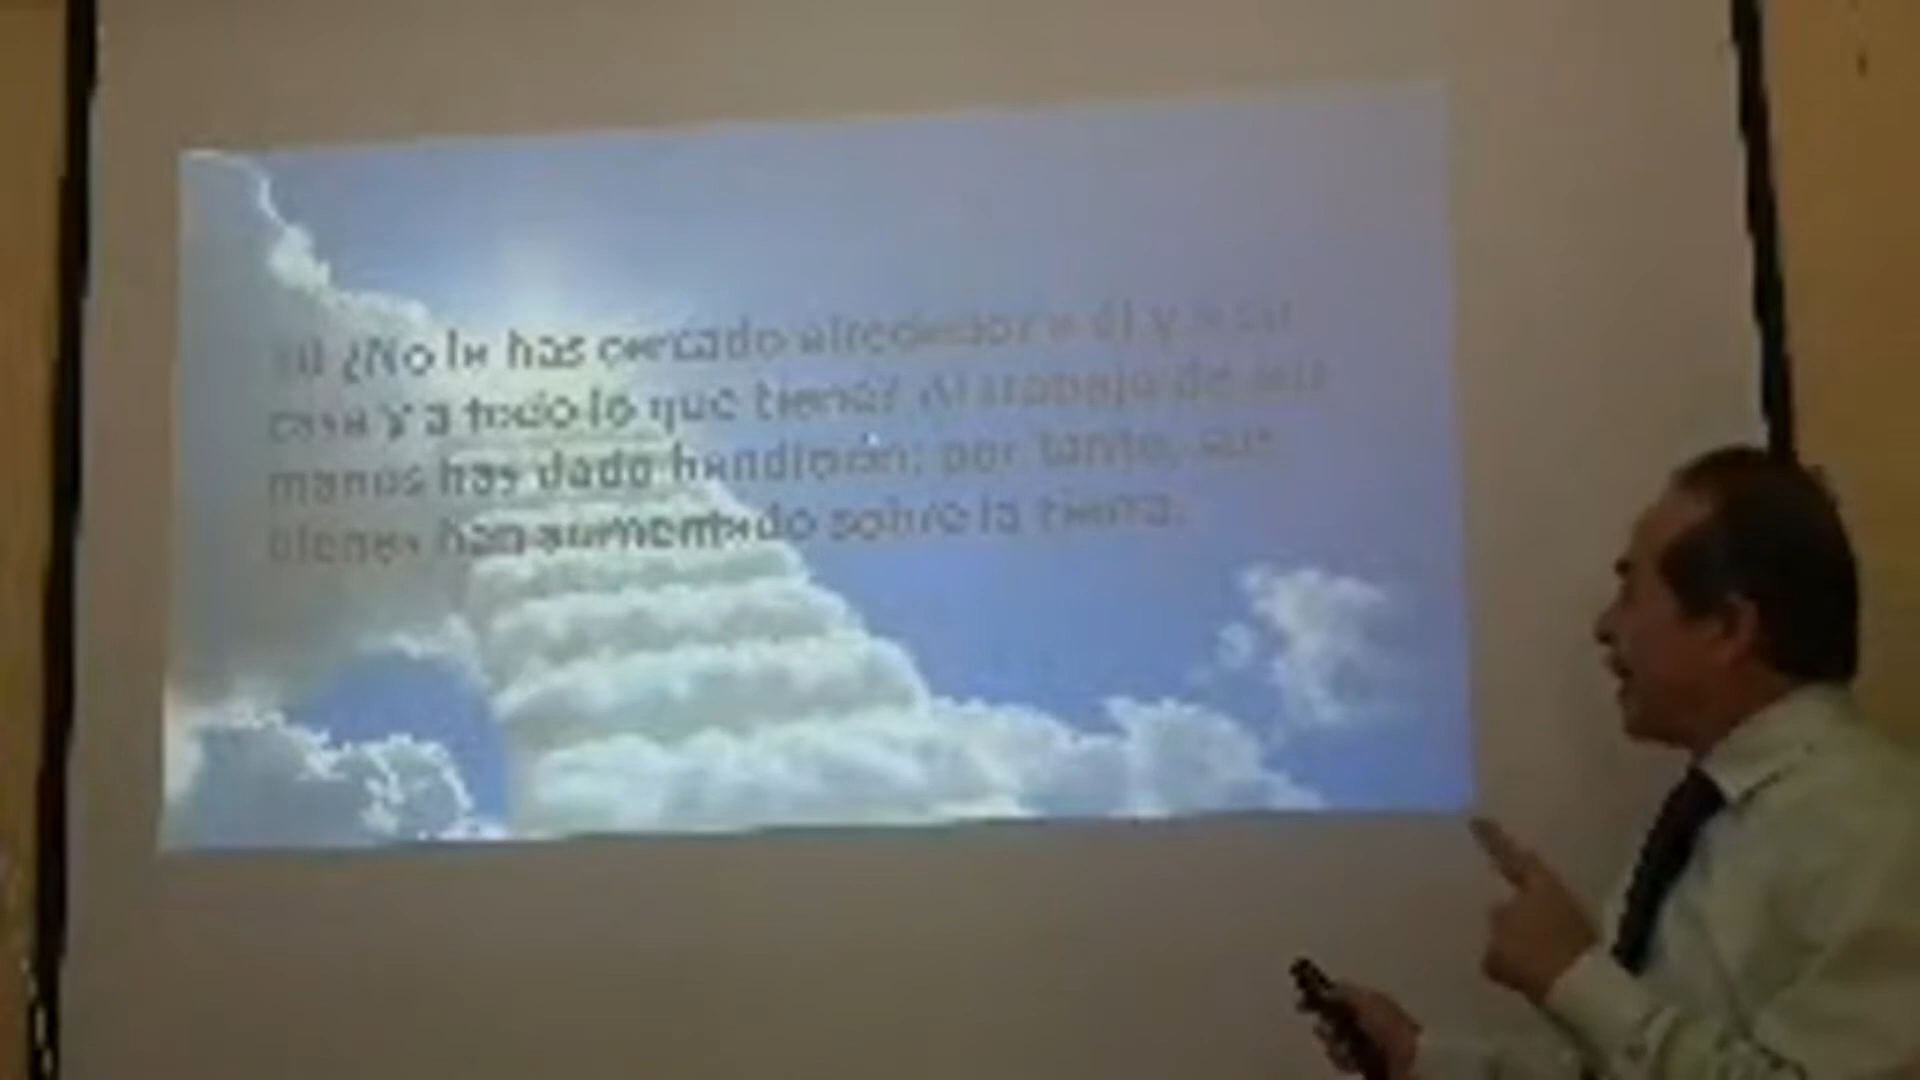 10 ¿No le has cercado alrededor a él y a su
casa y a todo lo que tiene? Al trabajo de sus
manos has dado bendición; por tanto, sus
bienes han aumentado sobre la tierra.